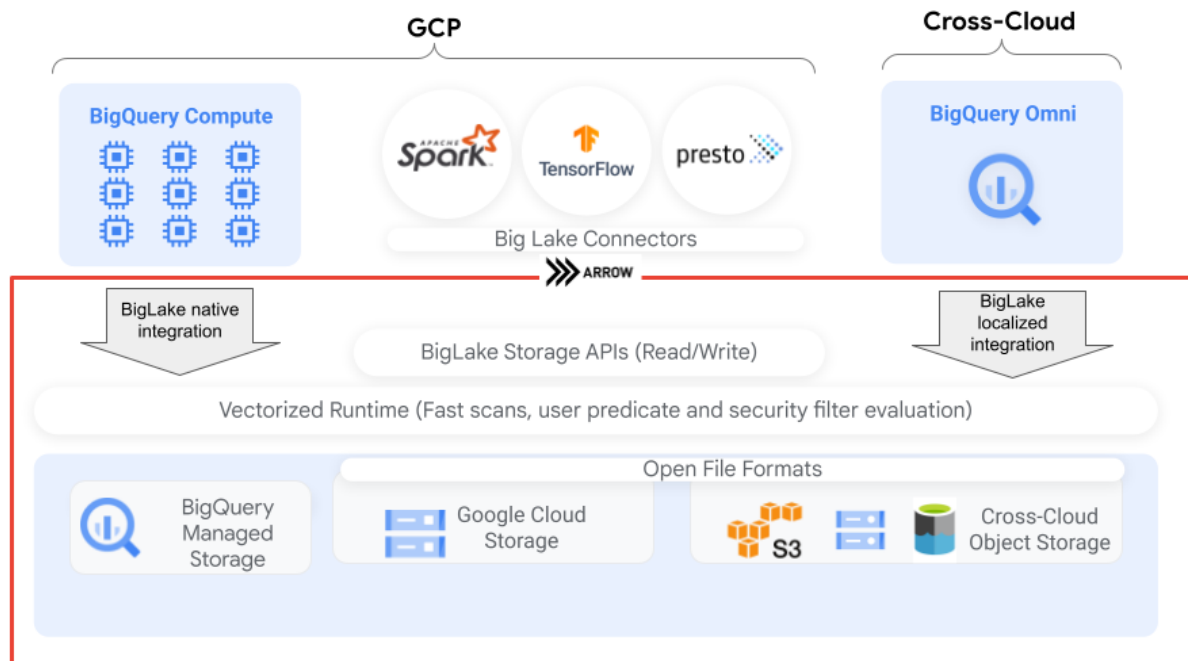 GCP
Cross-Cloud
BigQuery Compute
APACHE
Spark
TensorFlow
presto
BigQuery Omni
Big Lake Connectors
ARROW
BigLake native
integration
BigLake
localized
integration
BigLake Storage APIs (Read/Write)
Vectorized Runtime (Fast scans, user predicate and security filter evaluation)
Open File Formats
BigQuery
Managed
Storage
Google Cloud
Storage
S3
Cross-Cloud
Object Storage